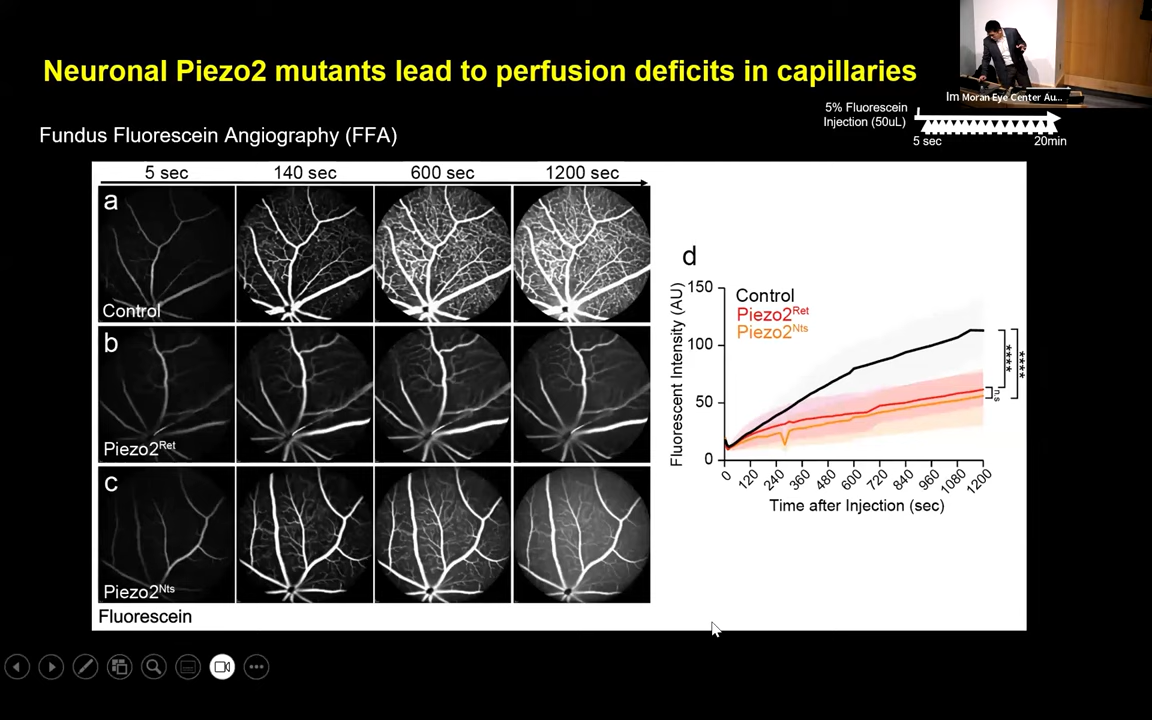 Neuronal Piezo2 mutants lead to perfusion deficits in capillaries
Im Moran Eye Center Au...
5% Fluorescein
Injection (50uL)
5 sec 20min
Fundus Fluorescein Angiography (FFA)
5 sec 140 sec 600 sec 1200 sec
a
Control
b
Piezo2Ret
c
Piezo2Nts
Fluorescein
d
Fluorescent Intensity (AU)
150
100
50
0
Control
Piezo2Ret
Piezo2Nts
****
****
n.s
0 120 240 360 480 600 720 840 960 1080 1200
Time after Injection (sec)